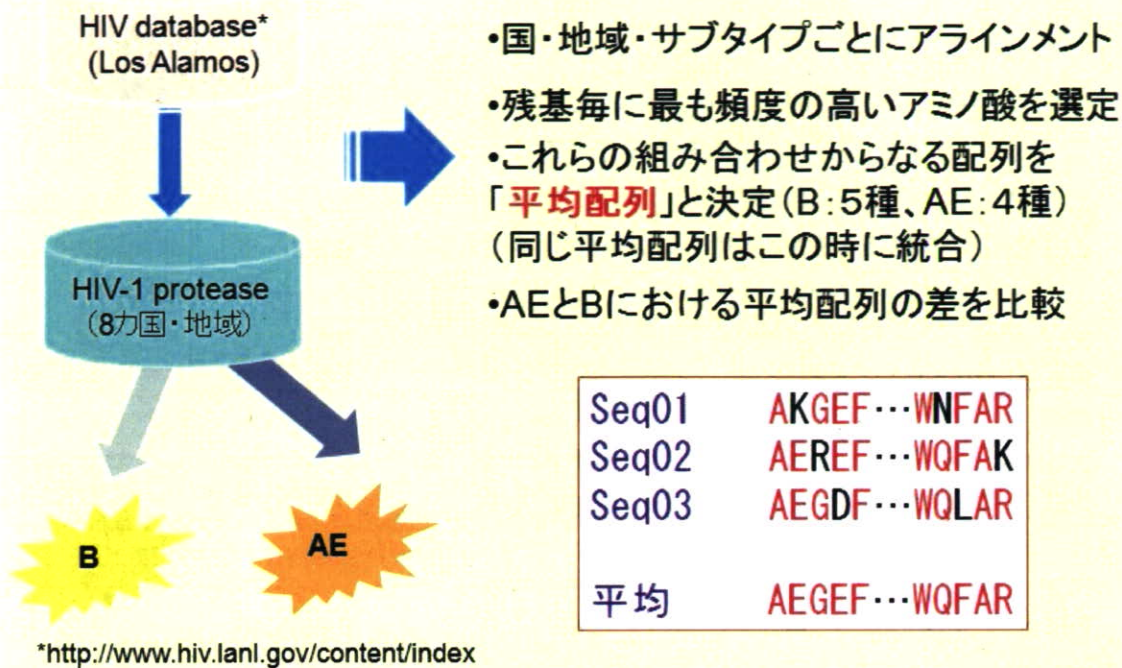 HIV database*
(Los Alamos)
HIV-1 protease
(8カ国・地域)
B
AE
*http://www.hiv.lanl.gov/content/index
•国・地域・サブタイプごとにアラインメント
•残基毎に最も頻度の高いアミノ酸を選定
•これらの組み合わせからなる配列を
「平均配列」と決定(B:5種、AE:4種)
(同じ平均配列はこの時に統合)
•AEとBにおける平均配列の差を比較
Seq01 AKGEF…WNFAR
Seq02 AEREF…WQFAK
Seq03 AEGDF…WQLAR
平均 AEGEF…WQFAR